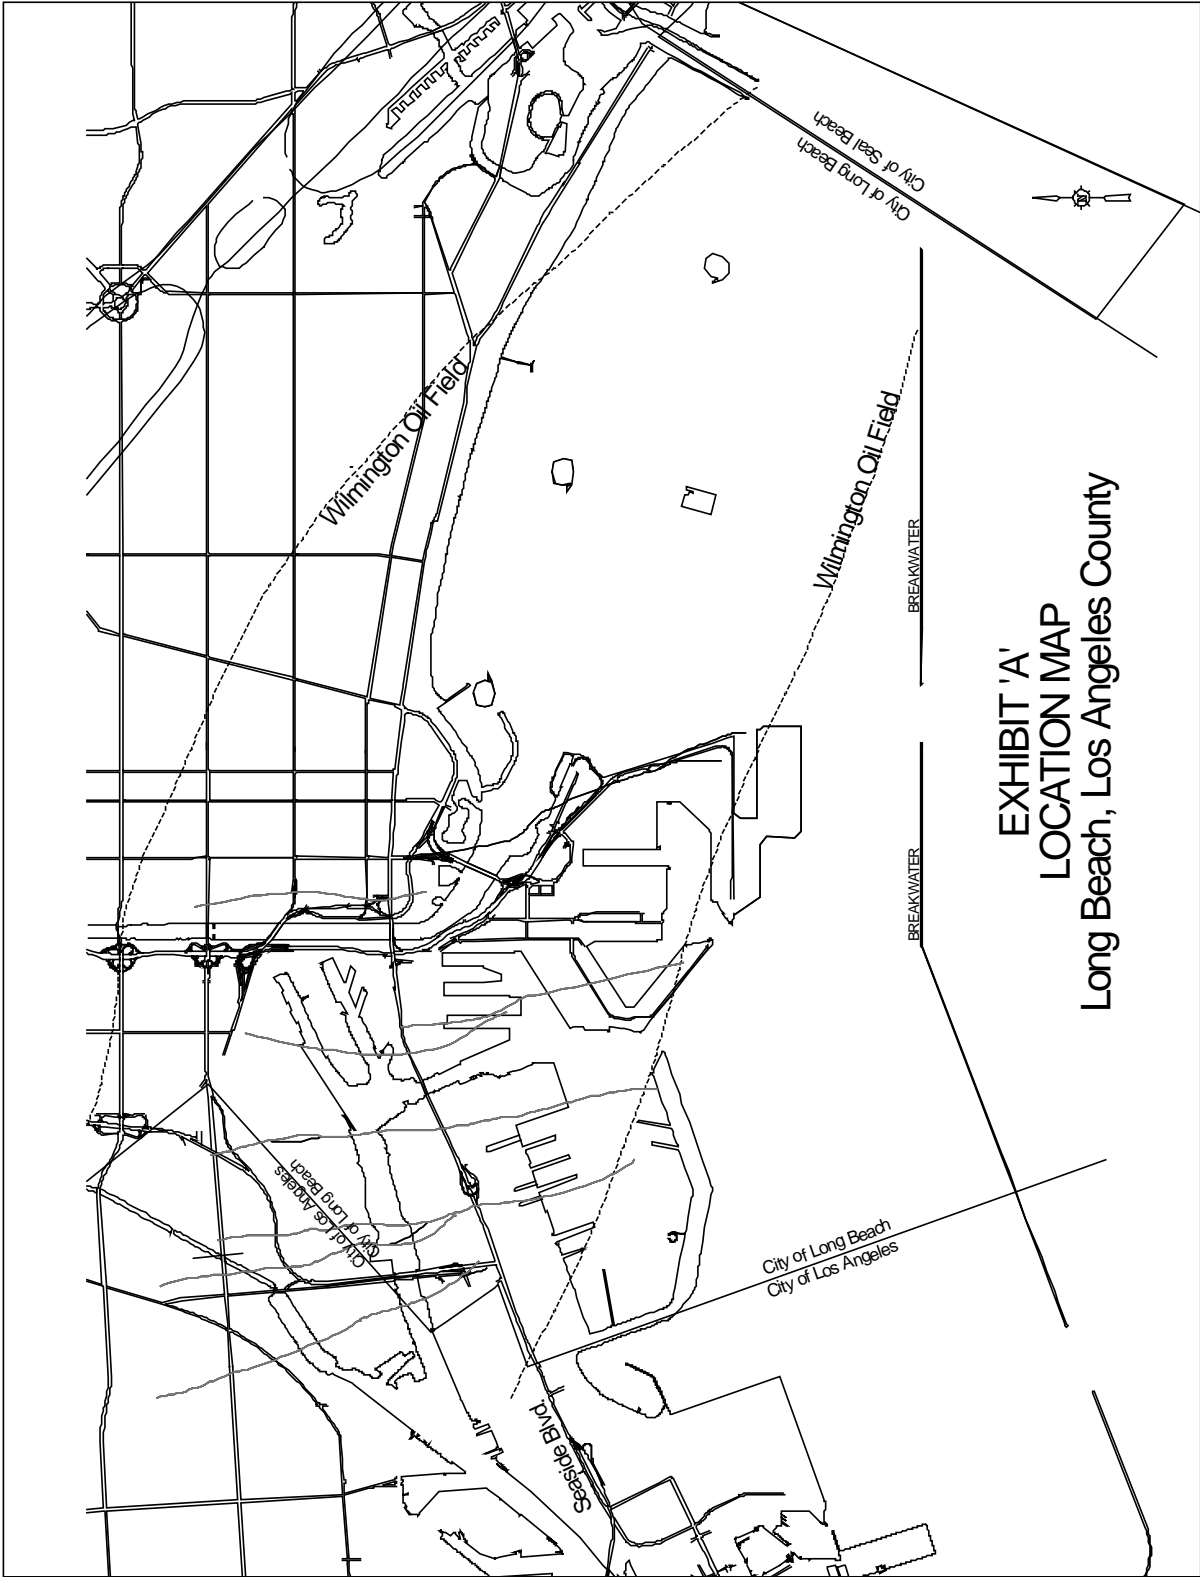 EXHIBIT 'A'
LOCATION MAP
Long Beach, Los Angeles County
Wilmington Oil Field
Wilmington Oil Field
BREAKWATER
BREAKWATER
City of Seal Beach
City of Long Beach
City of Los Angeles
City of Long Beach
City of Long Beach
City of Los Angeles
Seaside Blvd.
N